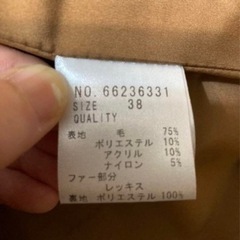 NO. 66236331
SIZE 38
QUALITY
表地 毛 75%
ポリエステル 10%
アクリル 10%
ナイロン 5%
ファー部分
レッキス
裏地 ポリエステル 100%